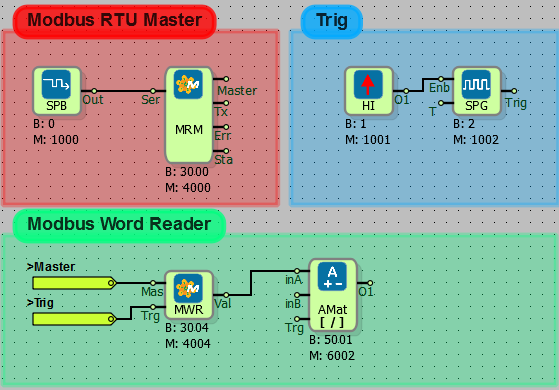 Modbus RTU Master
SPB
Out
B: 0
M: 1000
Ser
MRM
Master
Tx
Err
Sta
B: 3000
M: 4000
Trig
HI
O1
B: 1
M: 1001
Enb
T
SPG
Trig
B: 2
M: 1002
Modbus Word Reader
>Master
>Trig
Mas
Trg
MWR
Val
B: 3004
M: 4004
inA
inB
Trg
A
+ -
AMat
[ / ]
O1
B: 5001
M: 6002